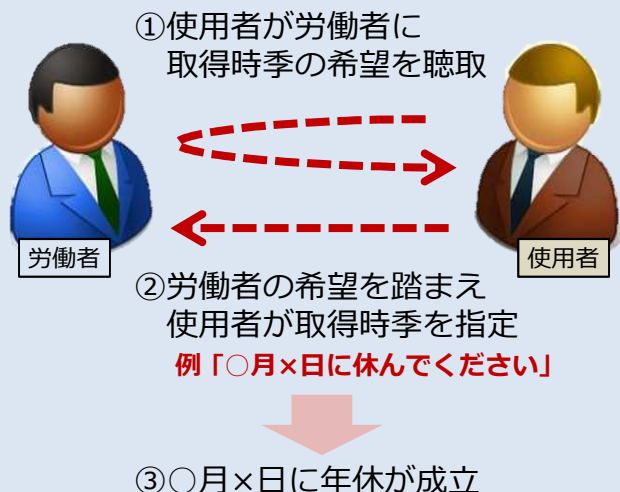 ①使用者が労働者に
取得時季の希望を聴取
労働者
使用者
②労働者の希望を踏まえ
使用者が取得時季を指定
例「○月×日に休んでください」
③○月×日に年休が成立